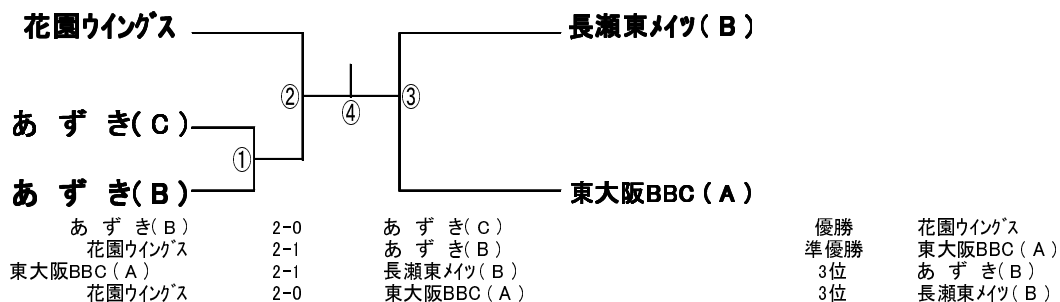 花園ウイングス 長瀬東メイツ(B)
② ③
④
あずき(C)
①
あずき(B) 東大阪BBC(A)
あずき(B) 2-0 あずき(C) 優勝 花園ウイングス
花園ウイングス 2-1 あずき(B) 準優勝 東大阪BBC(A)
東大阪BBC(A) 2-1 長瀬東メイツ(B) 3位 あずき(B)
花園ウイングス 2-0 東大阪BBC(A) 3位 長瀬東メイツ(B)